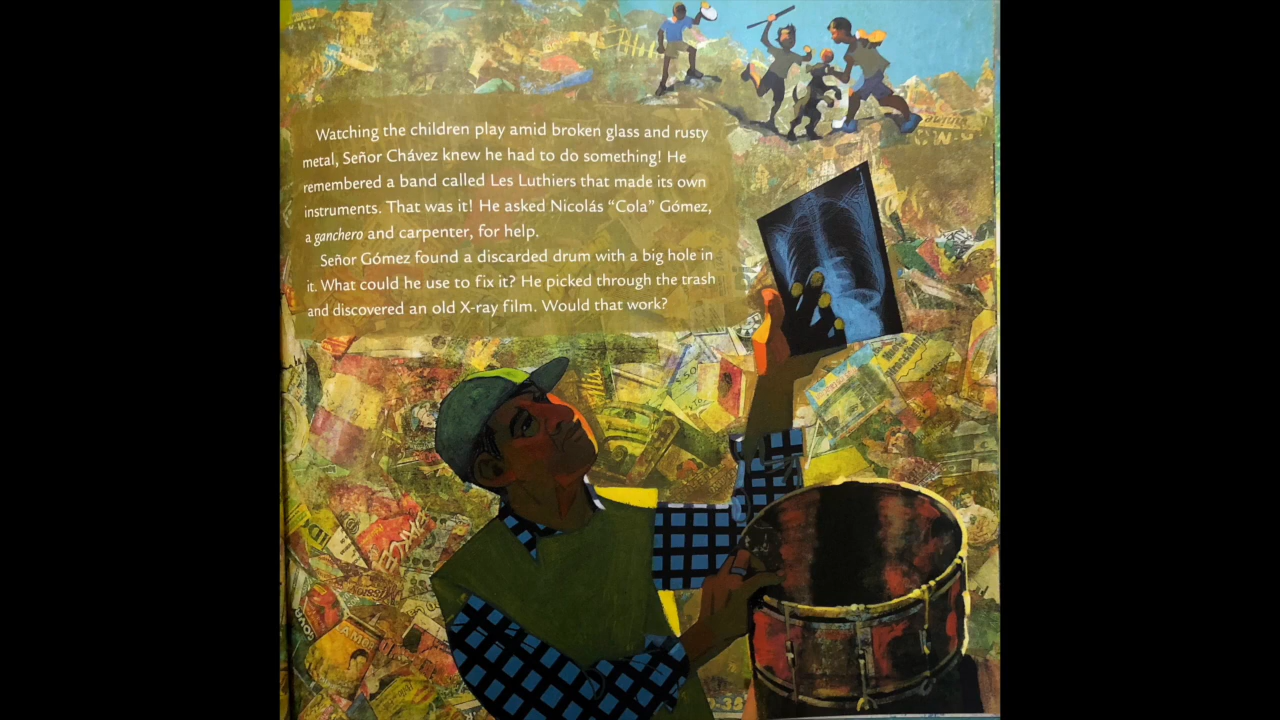 Watching the children play amid broken glass and rusty
metal, Señor Chávez knew he had to do something! He
remembered a band called Les Luthiers that made its own
instruments. That was it! He asked Nicolás “Cola” Gómez,
a ganchero and carpenter, for help.
Señor Gómez found a discarded drum with a big hole in
it. What could he use to fix it? He picked through the trash
and discovered an old X-ray film. Would that work?